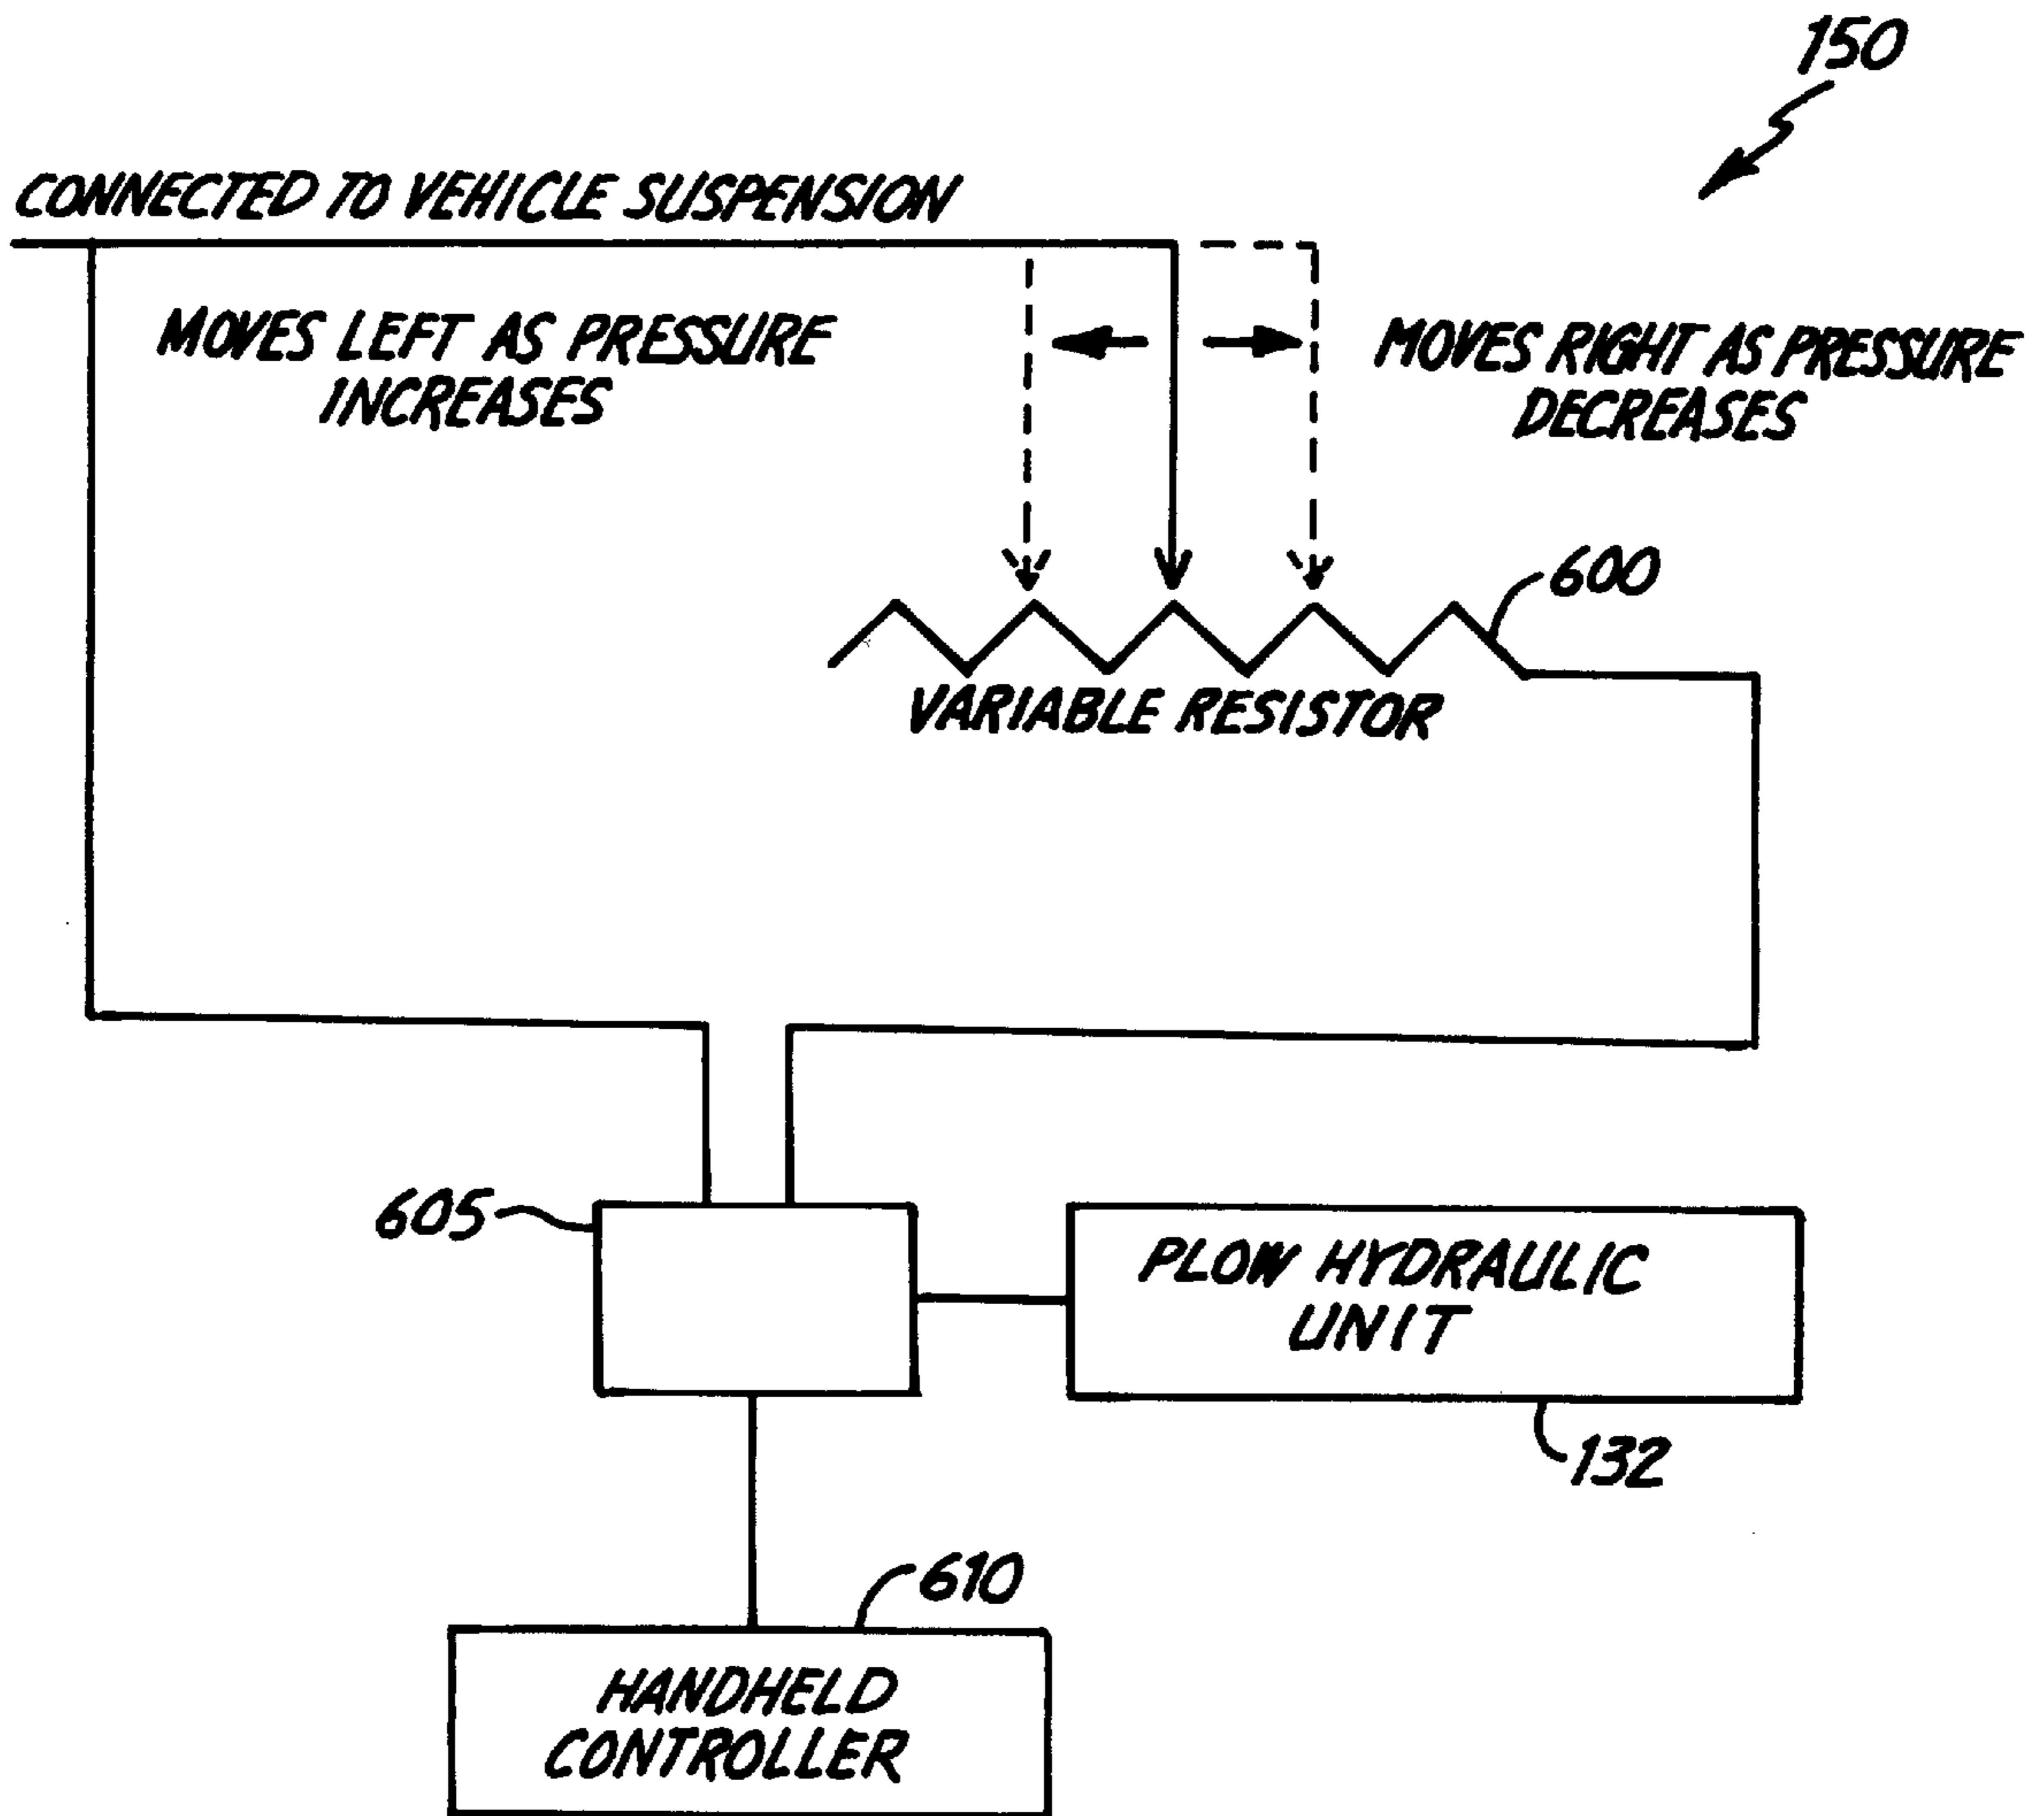 150
CONNECTED TO VEHICLE SUSPENSION
MOVES LEFT AS PRESSURE
INCREASES
MOVES RIGHT AS PRESSURE
DECREASES
600
VARIABLE RESISTOR
605
PLOW HYDRAULIC
UNIT
132
610
HANDHELD
CONTROLLER